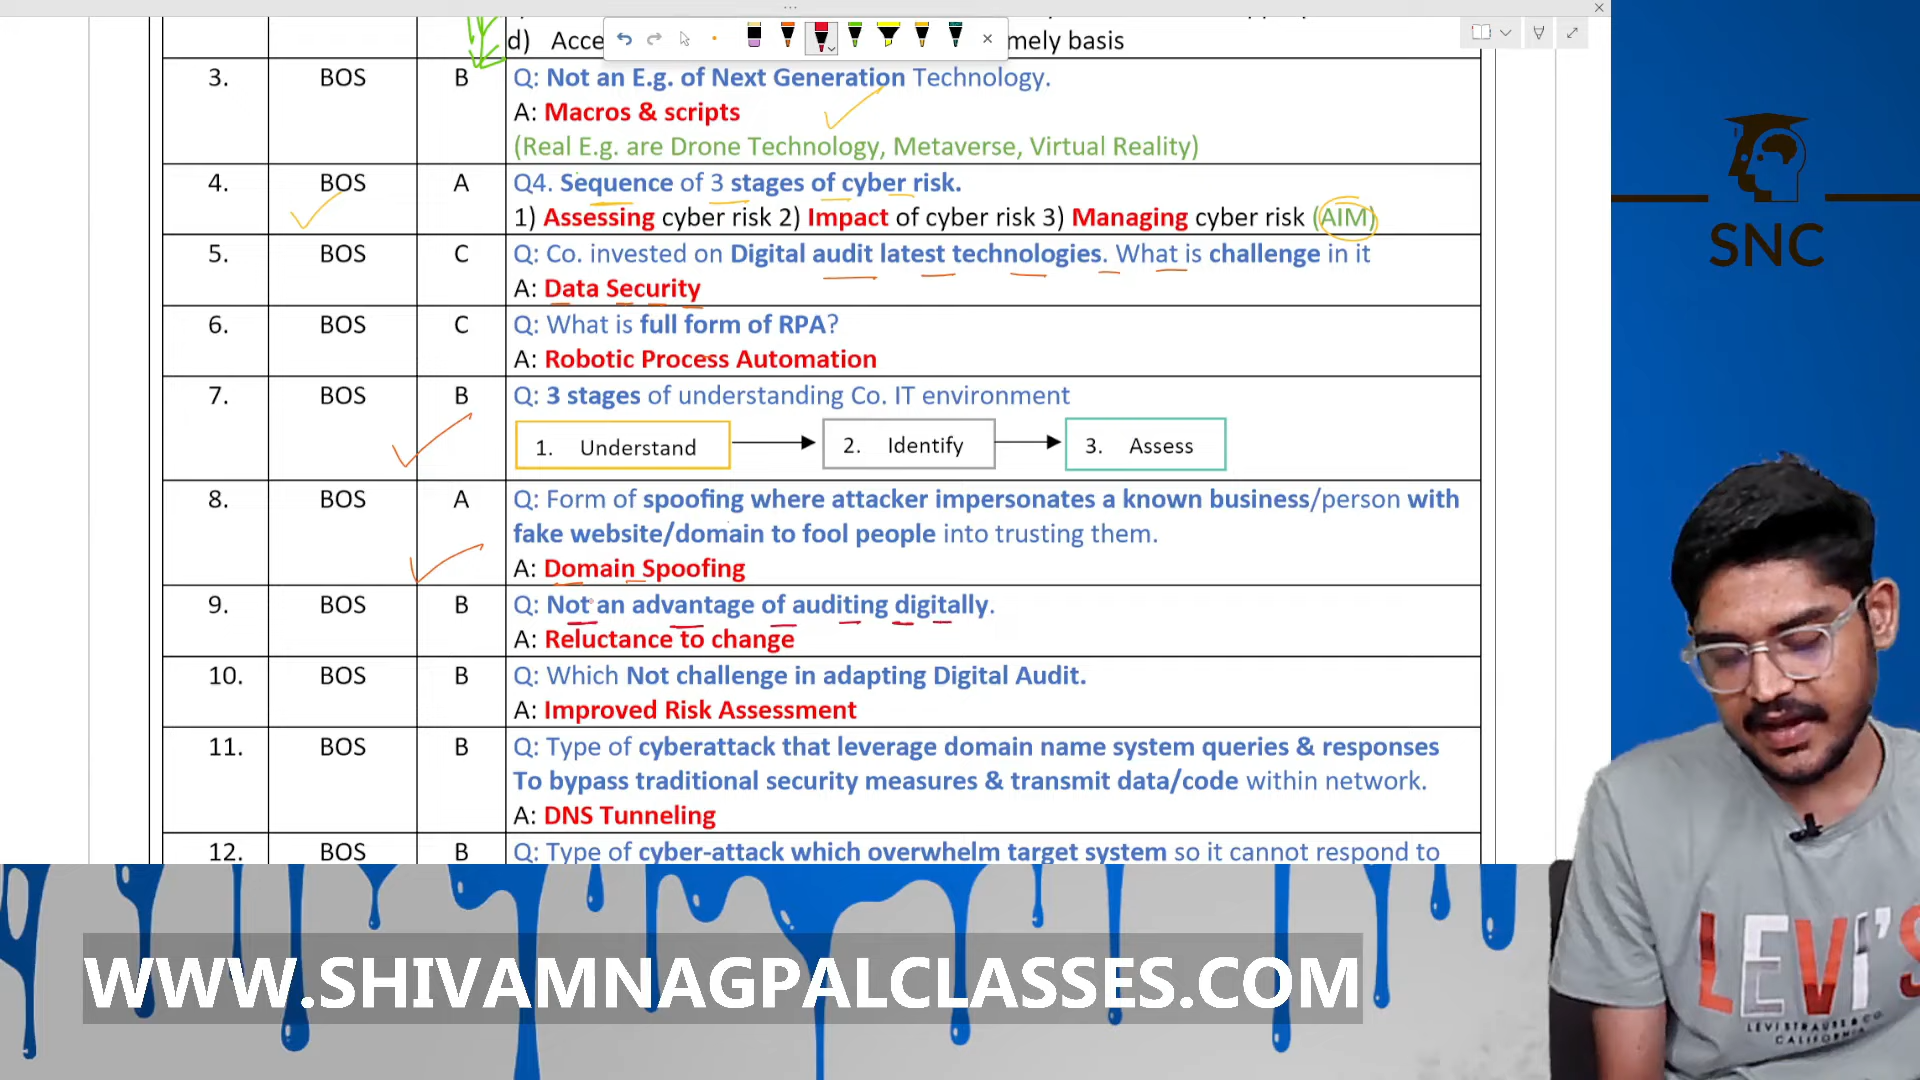 d) Acce mely basis
3. BOS B Q: Not an E.g. of Next Generation Technology.
A: Macros & scripts
(Real E.g. are Drone Technology, Metaverse, Virtual Reality)
4. BOS A Q4. Sequence of 3 stages of cyber risk.
1) Assessing cyber risk 2) Impact of cyber risk 3) Managing cyber risk (AIM)
5. BOS C Q: Co. invested on Digital audit latest technologies. What is challenge in it
A: Data Security
6. BOS C Q: What is full form of RPA?
A: Robotic Process Automation
7. BOS B Q: 3 stages of understanding Co. IT environment
1. Understand 2. Identify 3. Assess
8. BOS A Q: Form of spoofing where attacker impersonates a known business/person with
fake website/domain to fool people into trusting them.
A: Domain Spoofing
9. BOS B Q: Not an advantage of auditing digitally.
A: Reluctance to change
10. BOS B Q: Which Not challenge in adapting Digital Audit.
A: Improved Risk Assessment
11. BOS B Q: Type of cyberattack that leverage domain name system queries & responses
To bypass traditional security measures & transmit data/code within network.
A: DNS Tunneling
12. BOS B Q: Type of cyber-attack which overwhelm target system so it cannot respond to
SNC
LEVI'S
LEVI STRAUSS & CO.
CALIFORNIA
WWW.SHIVAMNAGPALCLASSES.COM